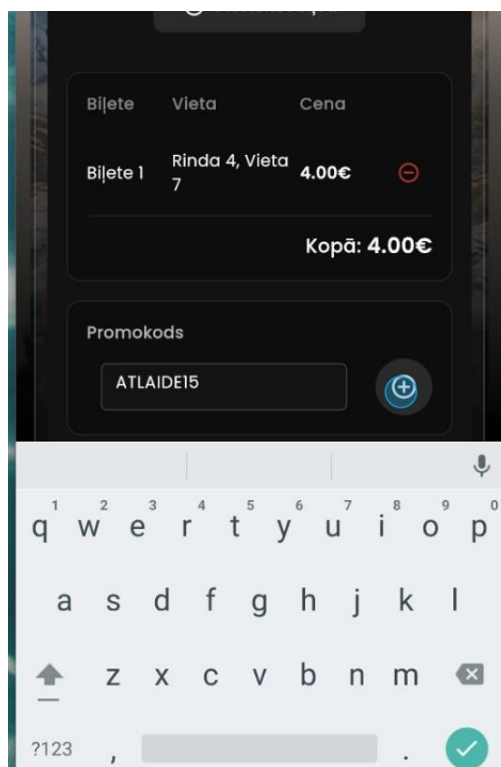 Biļete Vieta Cena
Biļete 1 Rinda 4, Vieta 7 4.00€
Kopā: 4.00€
Promokods
ATLAIDE15
1 2 3 4 5 6 7 8 9 0
q w e r t y u i o p
a s d f g h j k l
z x c v b n m
?123 , .